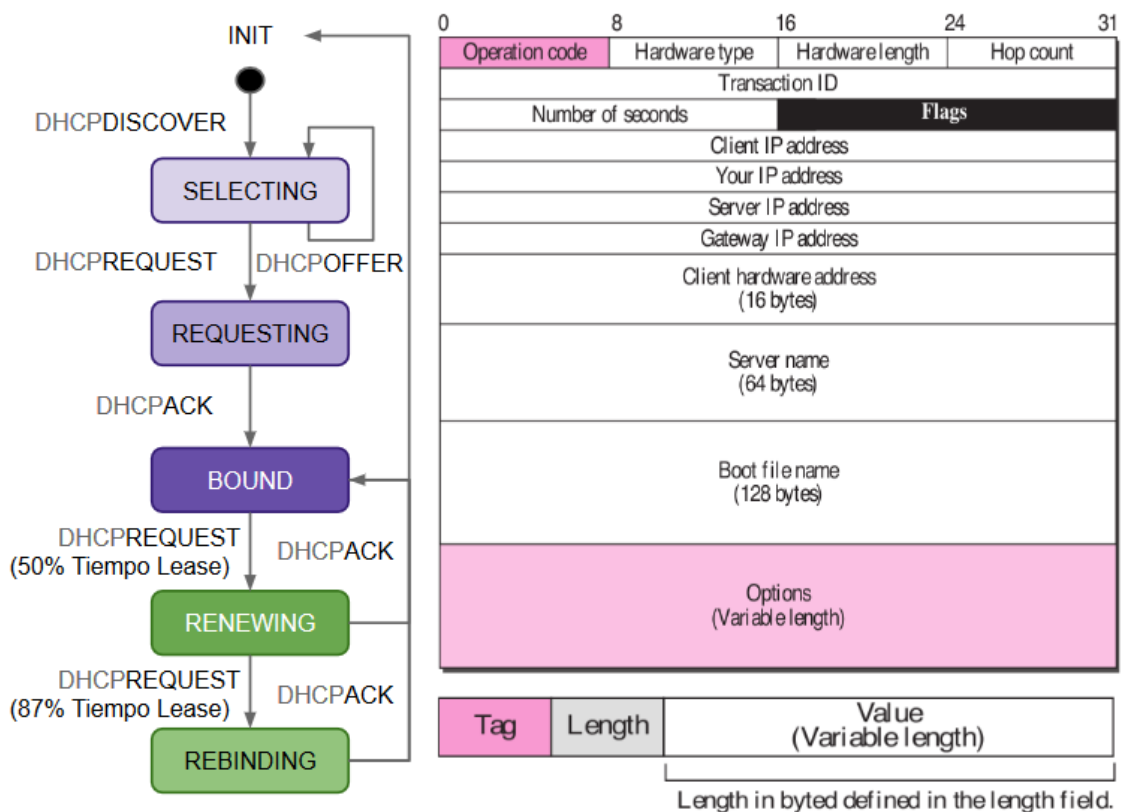 INIT
DHCPDISCOVER
SELECTING
DHCPREQUEST
DHCPOFFER
REQUESTING
DHCPACK
BOUND
DHCPREQUEST
(50% Tiempo Lease)
DHCPACK
RENEWING
DHCPREQUEST
(87% Tiempo Lease)
DHCPACK
REBINDING
0 8 16 24 31
Operation code Hardware type Hardware length Hop count
Transaction ID
Number of seconds Flags
Client IP address
Your IP address
Server IP address
Gateway IP address
Client hardware address
(16 bytes)
Server name
(64 bytes)
Boot file name
(128 bytes)
Options
(Variable length)
Tag Length Value
(Variable length)
Length in byted defined in the length field.